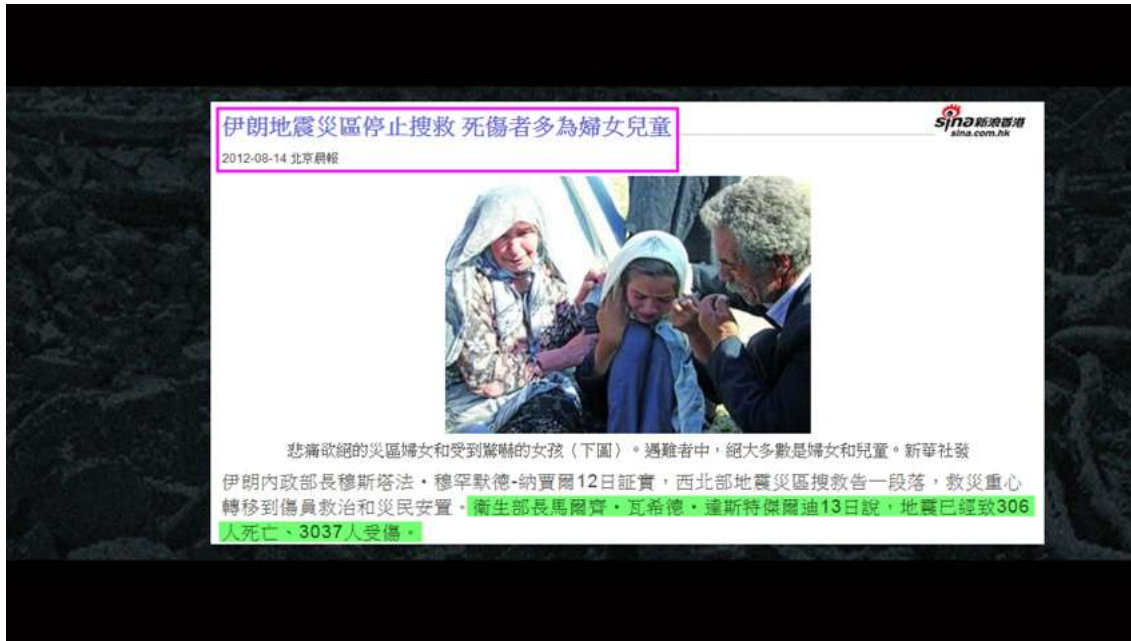 伊朗地震災區停止搜救 死傷者多為婦女兒童
sina新浪香港
sina.com.hk
2012-08-14 北京晨報
悲痛欲絕的災區婦女和受到驚嚇的女孩（下圖）。遇難者中，絕大多數是婦女和兒童。新華社發
伊朗內政部長穆斯塔法·穆罕默德-納賈爾12日証實，西北部地震災區搜救告一段落，救災重心
轉移到傷員救治和災民安置。衛生部長馬爾齊·瓦希德·達斯特傑爾迪13日說，地震已經致306
人死亡、3037人受傷。